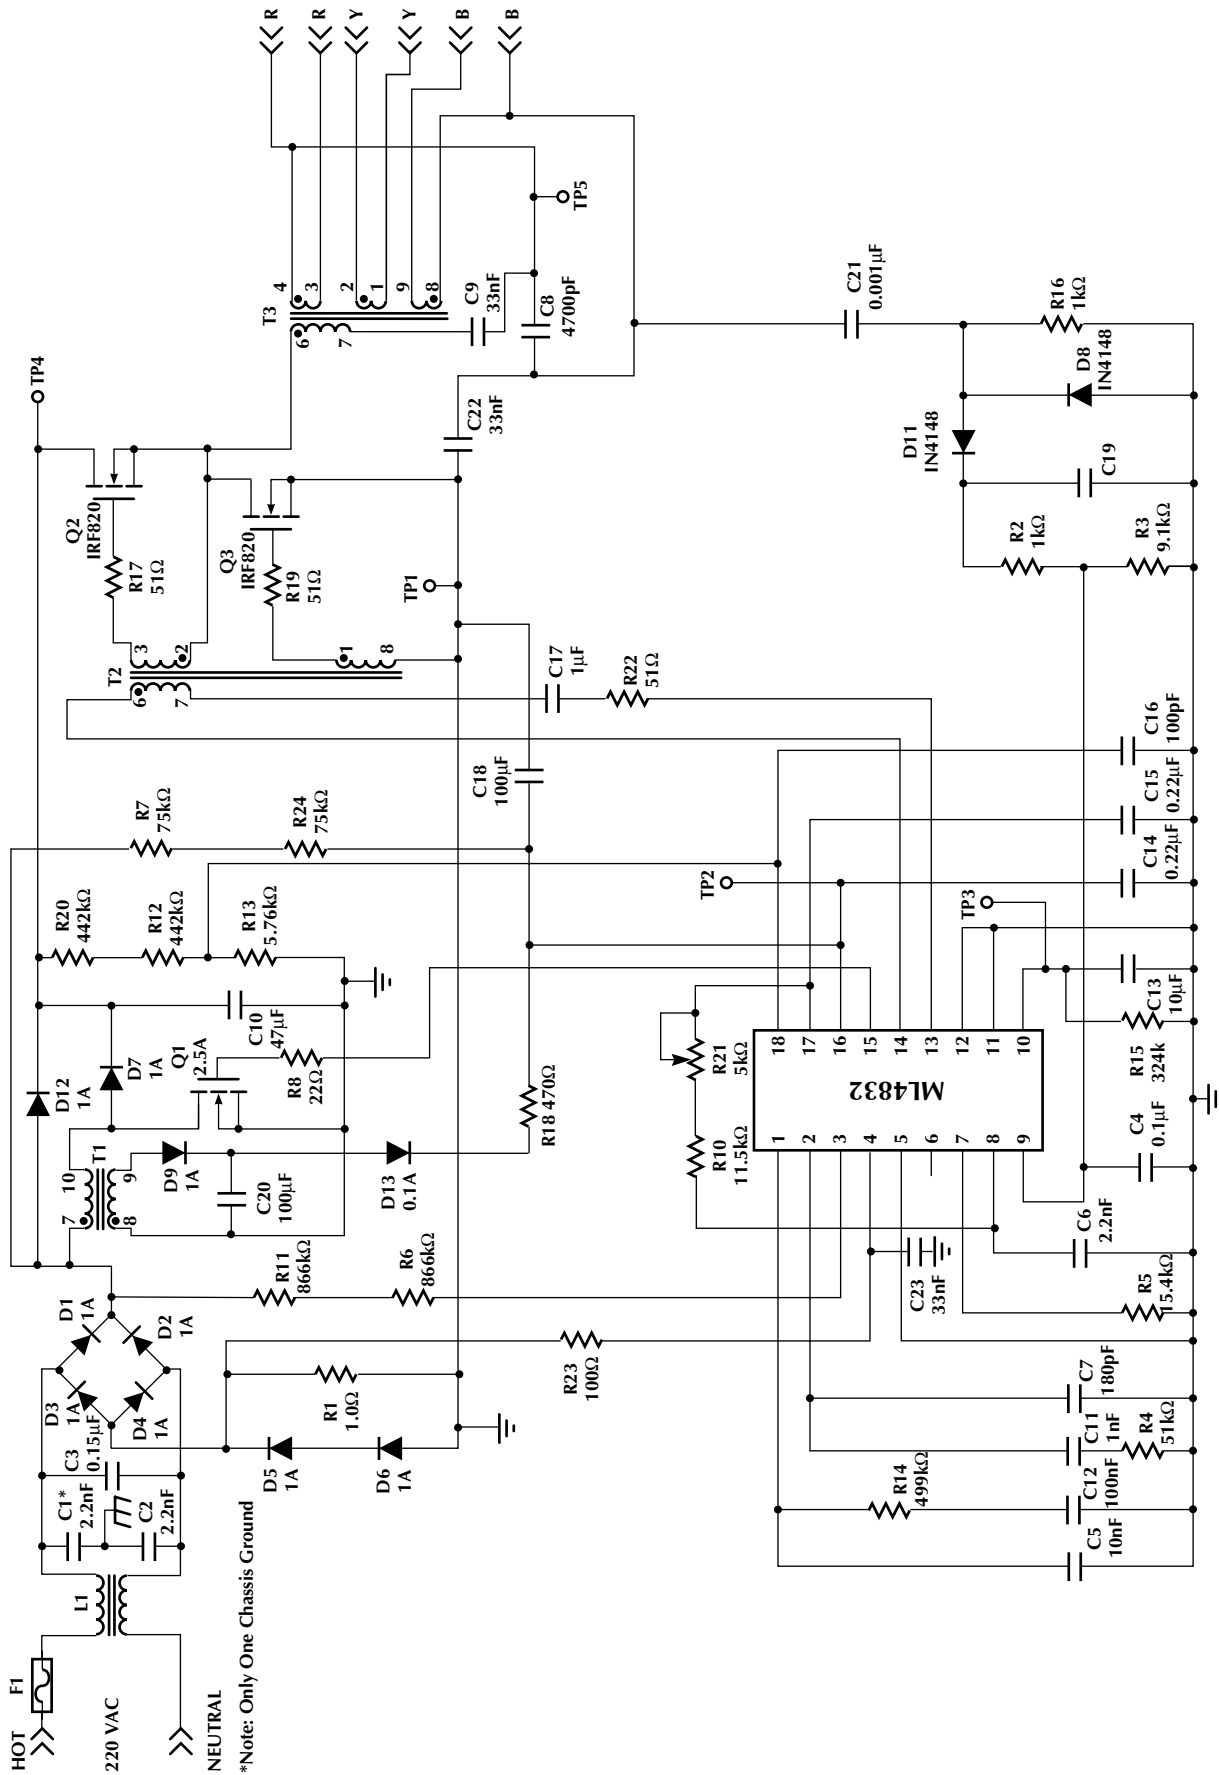 HOT
F1
220 VAC
NEUTRAL
*Note: Only One Chassis Ground
L1
C1*
2.2nF
C2
2.2nF
C3
0.15µF
D3
1A
D4
1A
D1
1A
D2
1A
D5
1A
D6
1A
R1
1.0Ω
R23
100Ω
R11
866kΩ
R6
866kΩ
T1
7
10
8
9
D12
1A
D7
1A
D9
1A
C20
100µF
D13
0.1A
Q1
2.5A
R8
22Ω
C10
47µF
R18 470Ω
R20
442kΩ
R12
442kΩ
R13
5.76kΩ
R7
75kΩ
R24
75kΩ
C18
100µF
T2
6
7
3
2
1
8
R17
51Ω
Q2
IRF820
R19
51Ω
Q3
IRF820
TP1
TP4
C17
1µF
R22
51Ω
C22
33nF
T3
6
7
4
3
2
1
9
8
C9
33nF
C8
4700pF
TP5
R
R
Y
Y
B
B
C21
0.001µF
R16
1kΩ
D8
IN4148
D11
IN4148
C19
R2
1kΩ
R3
9.1kΩ
C16
100pF
C15
0.22µF
C14
0.22µF
TP2
TP3
C13
10µF
R15
324k
R21
5kΩ
R10
11.5kΩ
ML4832
1
2
3
4
5
6
7
8
9
18
17
16
15
14
13
12
11
10
C4
0.1µF
C6
2.2nF
C23
33nF
R5
15.4kΩ
C7
180pF
C11
1nF
R4
51kΩ
R14
499kΩ
C12
100nF
C5
10nF